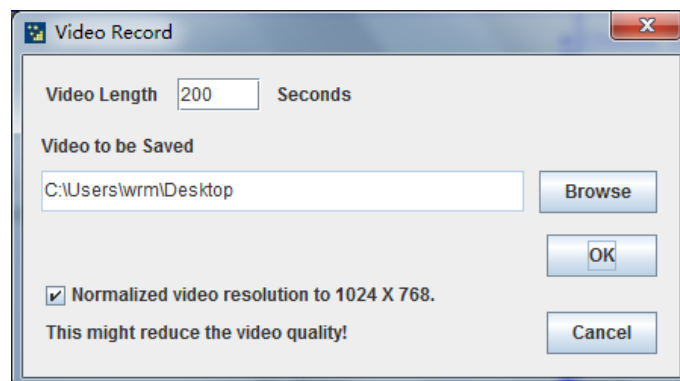 Video Record
Video Length 200 Seconds
Video to be Saved
C:\Users\wrm\Desktop
Browse
OK
Normalized video resolution to 1024 X 768.
This might reduce the video quality!
Cancel